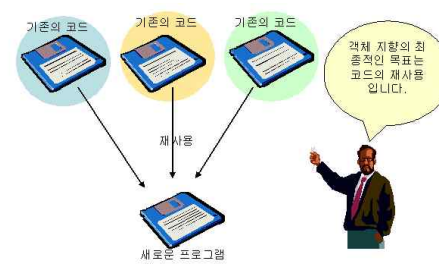 기존의 코드
기존의 코드
기존의 코드
객체 지향의 최
종적인 목표는
코드의 재사용
입니다.
재사용
새로운 프로그램